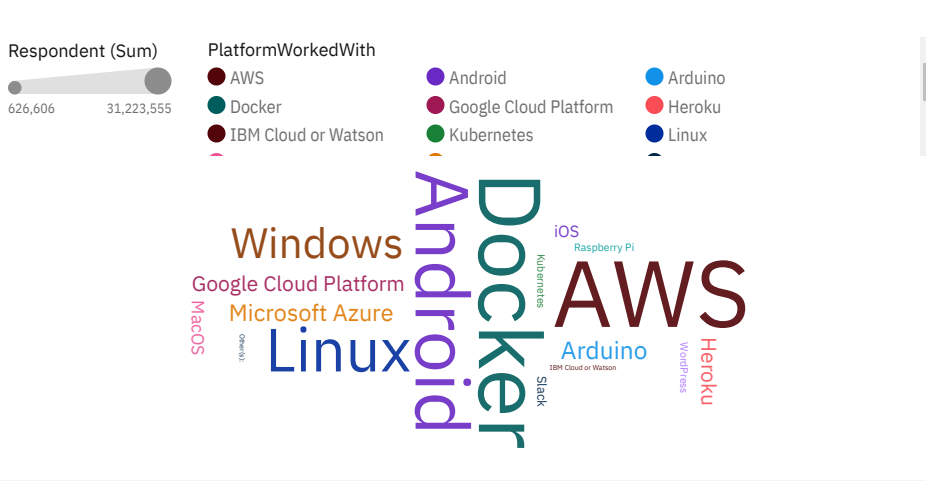 Respondent (Sum)
626,606 31,223,555
PlatformWorkedWith
AWS Android Arduino
Docker Google Cloud Platform Heroku
IBM Cloud or Watson Kubernetes Linux
Android
Docker
Windows
iOS
Raspberry Pi
Kubernetes
AWS
Google Cloud Platform
MacOS
Microsoft Azure
Linux
Other(s):
Arduino
IBM Cloud or Watson
Slack
WordPress
Heroku